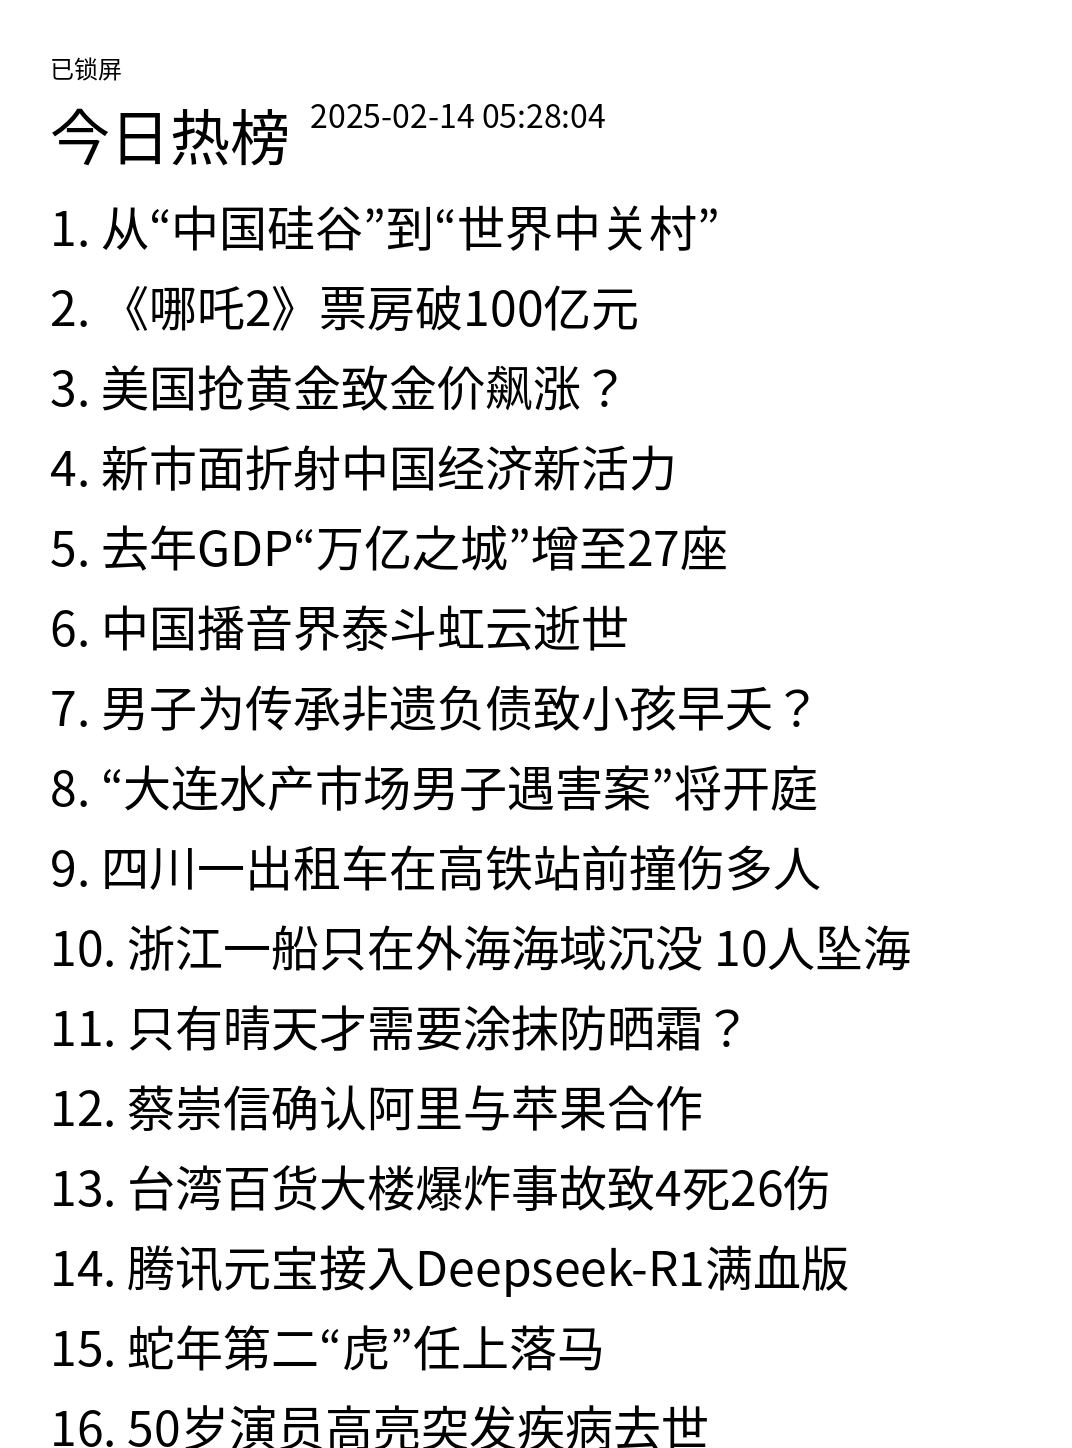 已锁屏
今日热榜 2025-02-14 05:28:04
1. 从“中国硅谷”到“世界中关村”
2. 《哪吒2》票房破100亿元
3. 美国抢黄金致金价飙涨？
4. 新市面折射中国经济新活力
5. 去年GDP“万亿之城”增至27座
6. 中国播音界泰斗虹云逝世
7. 男子为传承非遗负债致小孩早夭？
8. “大连水产市场男子遇害案”将开庭
9. 四川一出租车在高铁站前撞伤多人
10. 浙江一船只在外海海域沉没 10人坠海
11. 只有晴天才需要涂抹防晒霜？
12. 蔡崇信确认阿里与苹果合作
13. 台湾百货大楼爆炸事故致4死26伤
14. 腾讯元宝接入Deepseek-R1满血版
15. 蛇年第二“虎”任上落马
16. 50岁演员高亮突发疾病去世